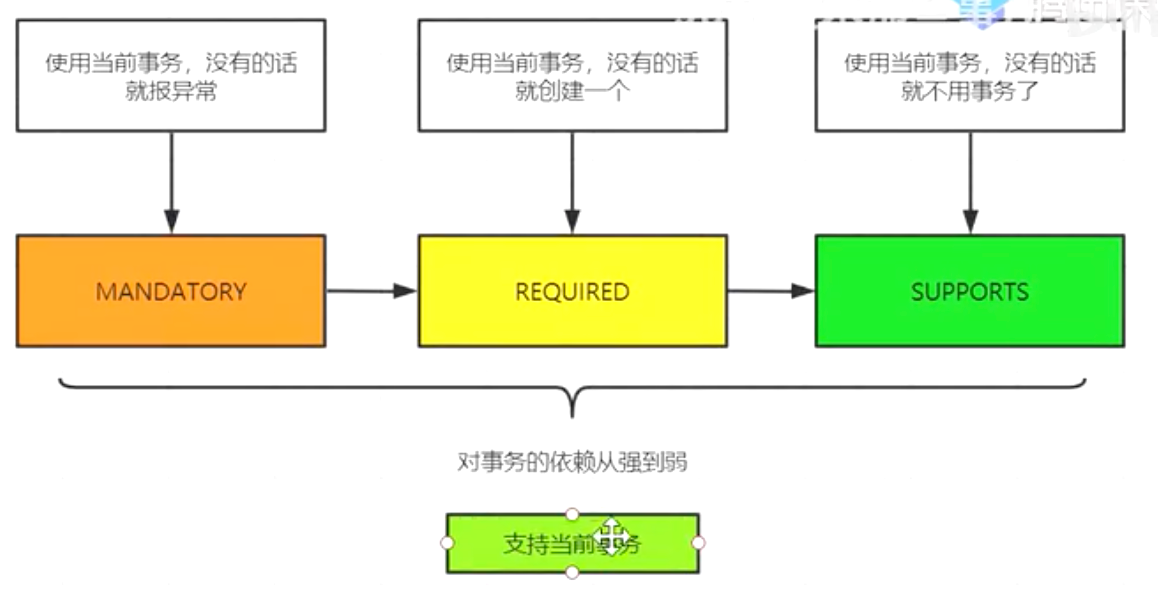 使用当前事务，没有的话
就报异常
使用当前事务，没有的话
就创建一个
使用当前事务，没有的话
就不用事务了
MANDATORY
REQUIRED
SUPPORTS
对事务的依赖从强到弱
支持当前事务